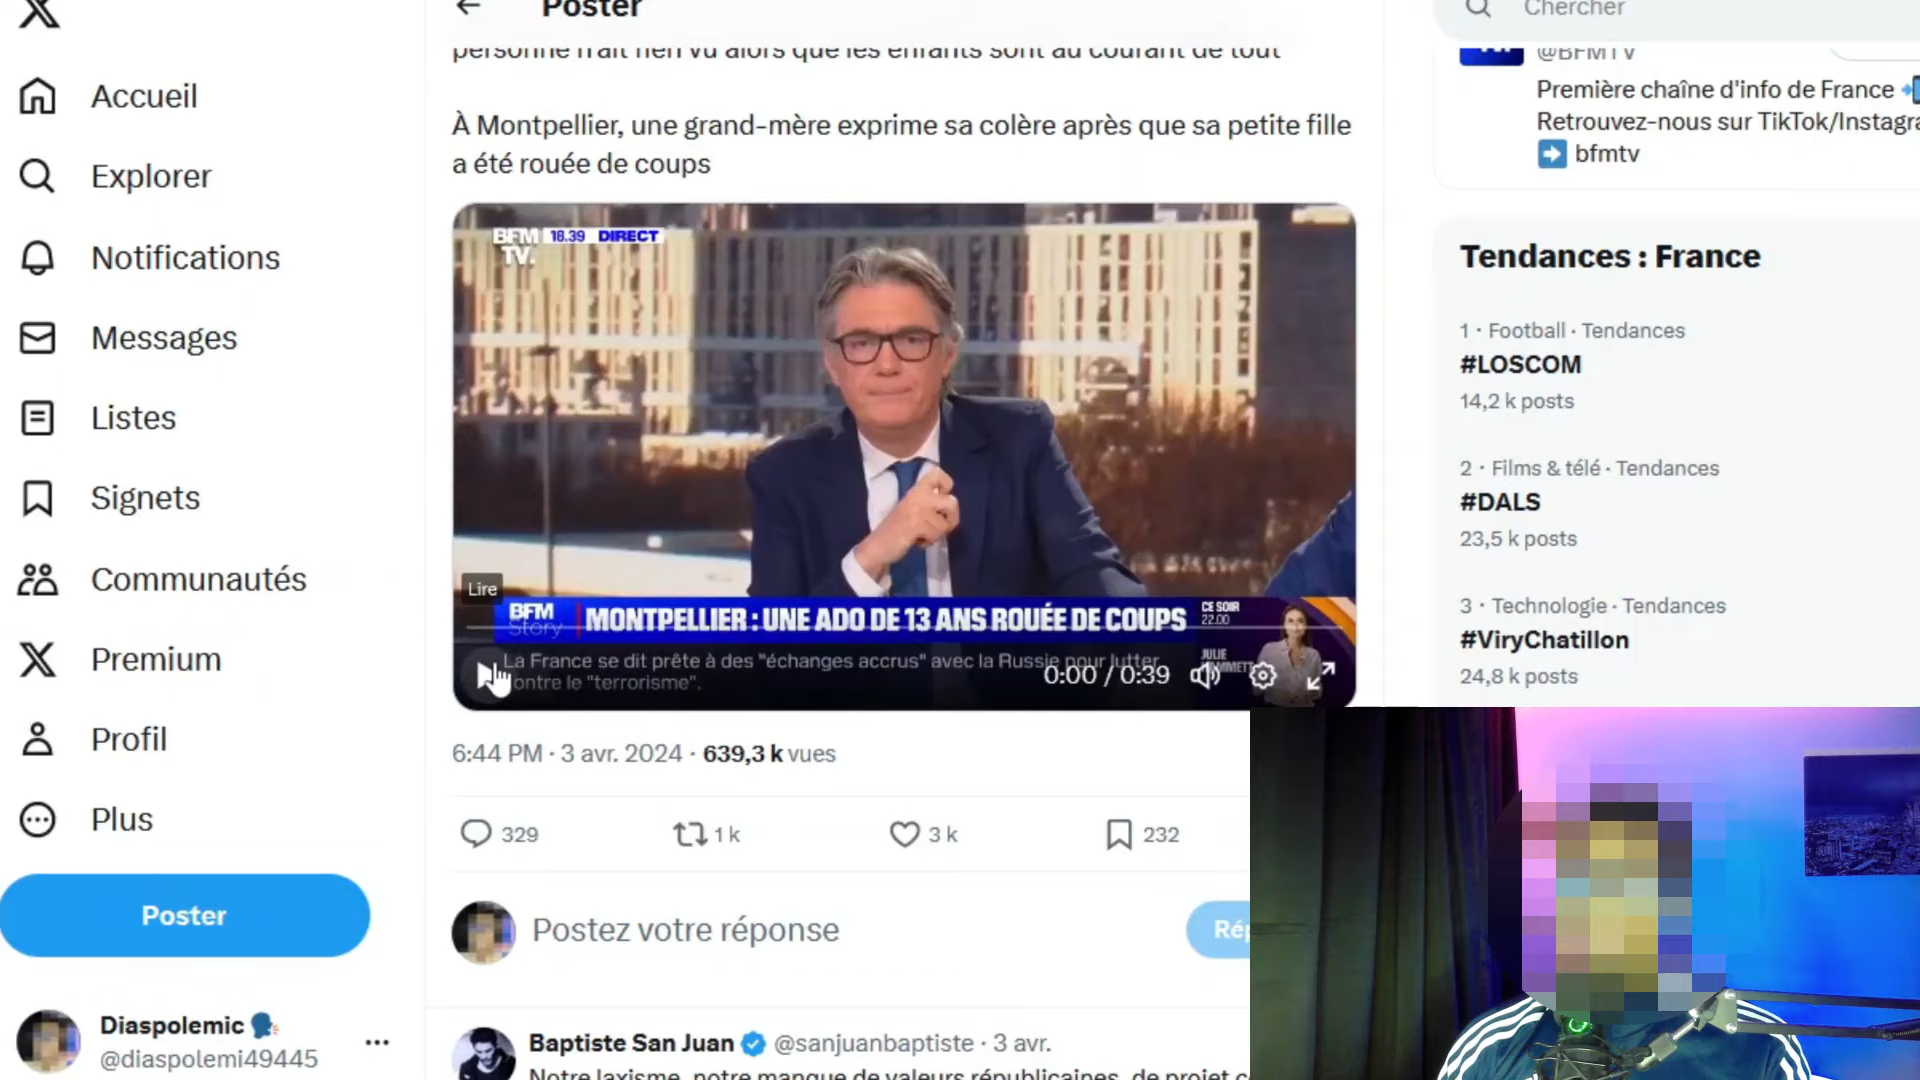 Poster
Chercher
personne n'ait rien vu alors que les enfants sont au courant de tout
À Montpellier, une grand-mère exprime sa colère après que sa petite fille
a été rouée de coups
@BFMTV
Première chaîne d'info de France
Retrouvez-nous sur TikTok/Instagra
bfmtv
Accueil
Explorer
Notifications
Messages
Listes
Signets
Communautés
Premium
Profil
Plus
Poster
Diaspolemic
@diaspolemi49445
BFM 18.39 DIRECT
TV.
Lire
BFM
Story
MONTPELLIER : UNE ADO DE 13 ANS ROUÉE DE COUPS
CE SOIR
22.00
JULIE
La France se dit prête à des "échanges accrus" avec la Russie pour lutter
contre le "terrorisme".
0:00 / 0:39
6:44 PM · 3 avr. 2024 · 639,3 k vues
329
1 k
3 k
232
Postez votre réponse
Rép
Baptiste San Juan @sanjuanbaptiste · 3 avr.
Notre laxisme, notre manque de valeurs républicaines, de projet
Tendances : France
1 · Football · Tendances
#LOSCOM
14,2 k posts
2 · Films & télé · Tendances
#DALS
23,5 k posts
3 · Technologie · Tendances
#ViryChatillon
24,8 k posts